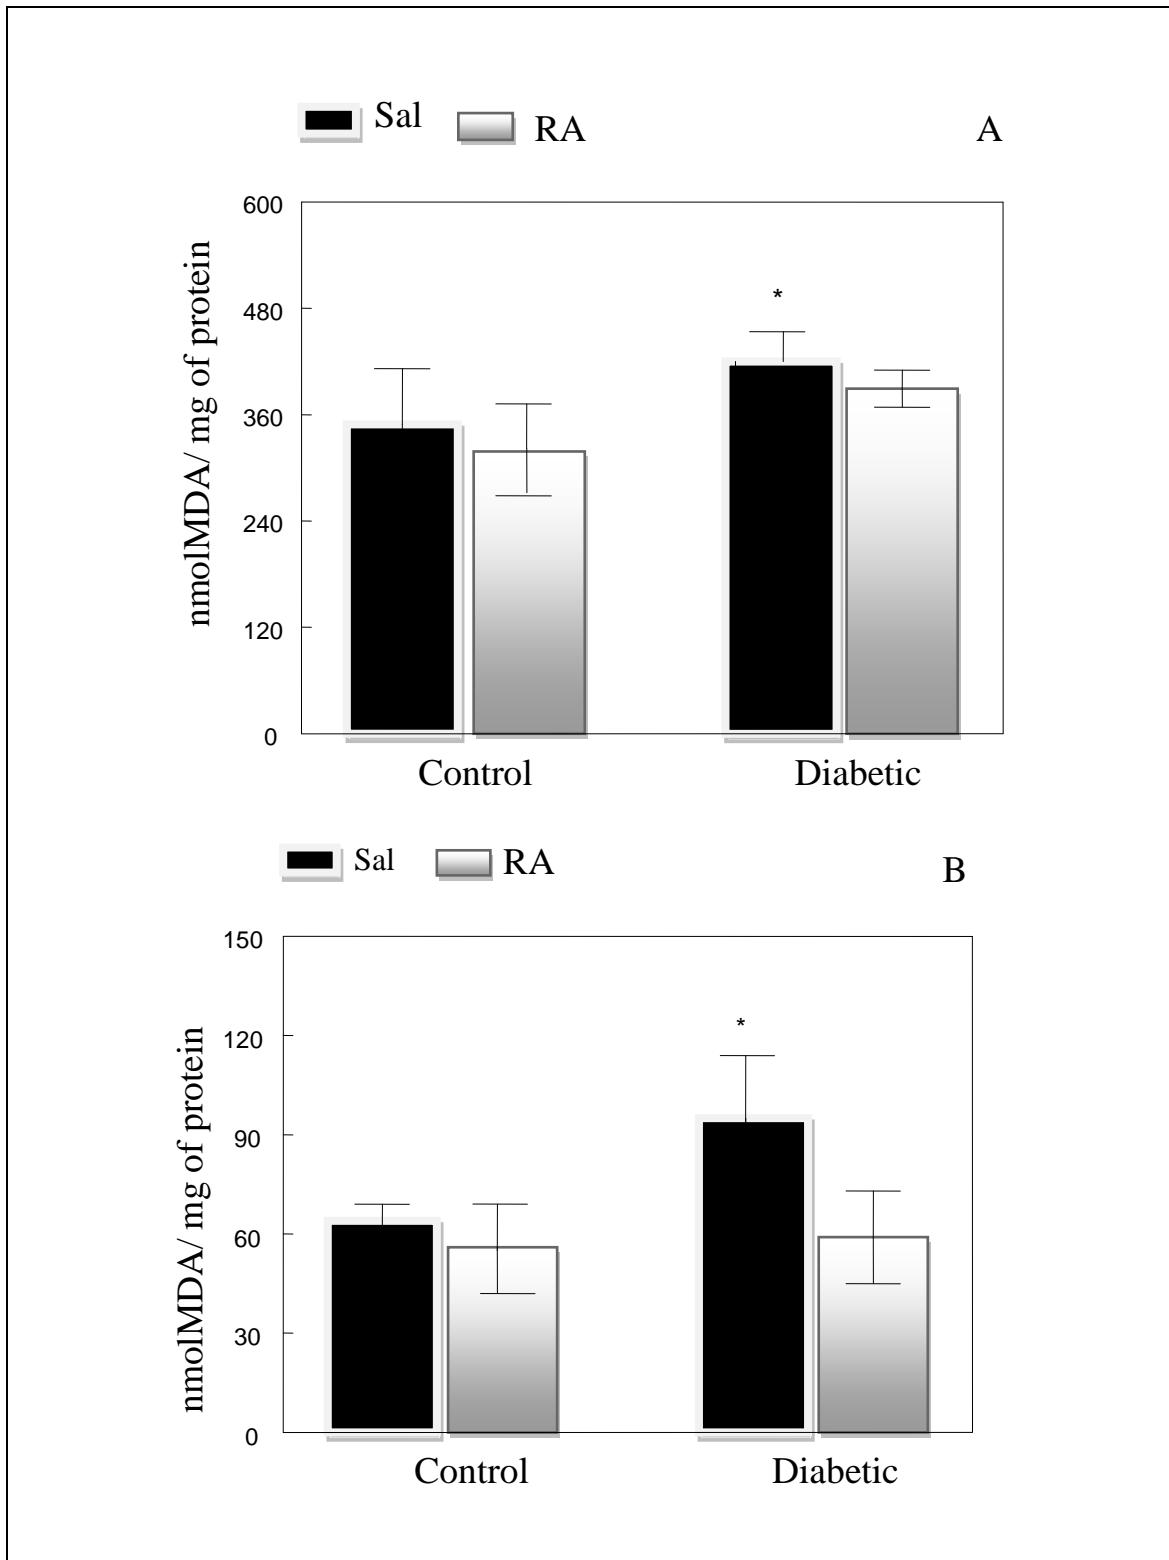 Sal RA A
600
480
360
240
120
0
nmolMDA/ mg of protein
*
Control Diabetic
Sal RA B
150
120
90
60
30
0
nmolMDA/ mg of protein
*
Control Diabetic